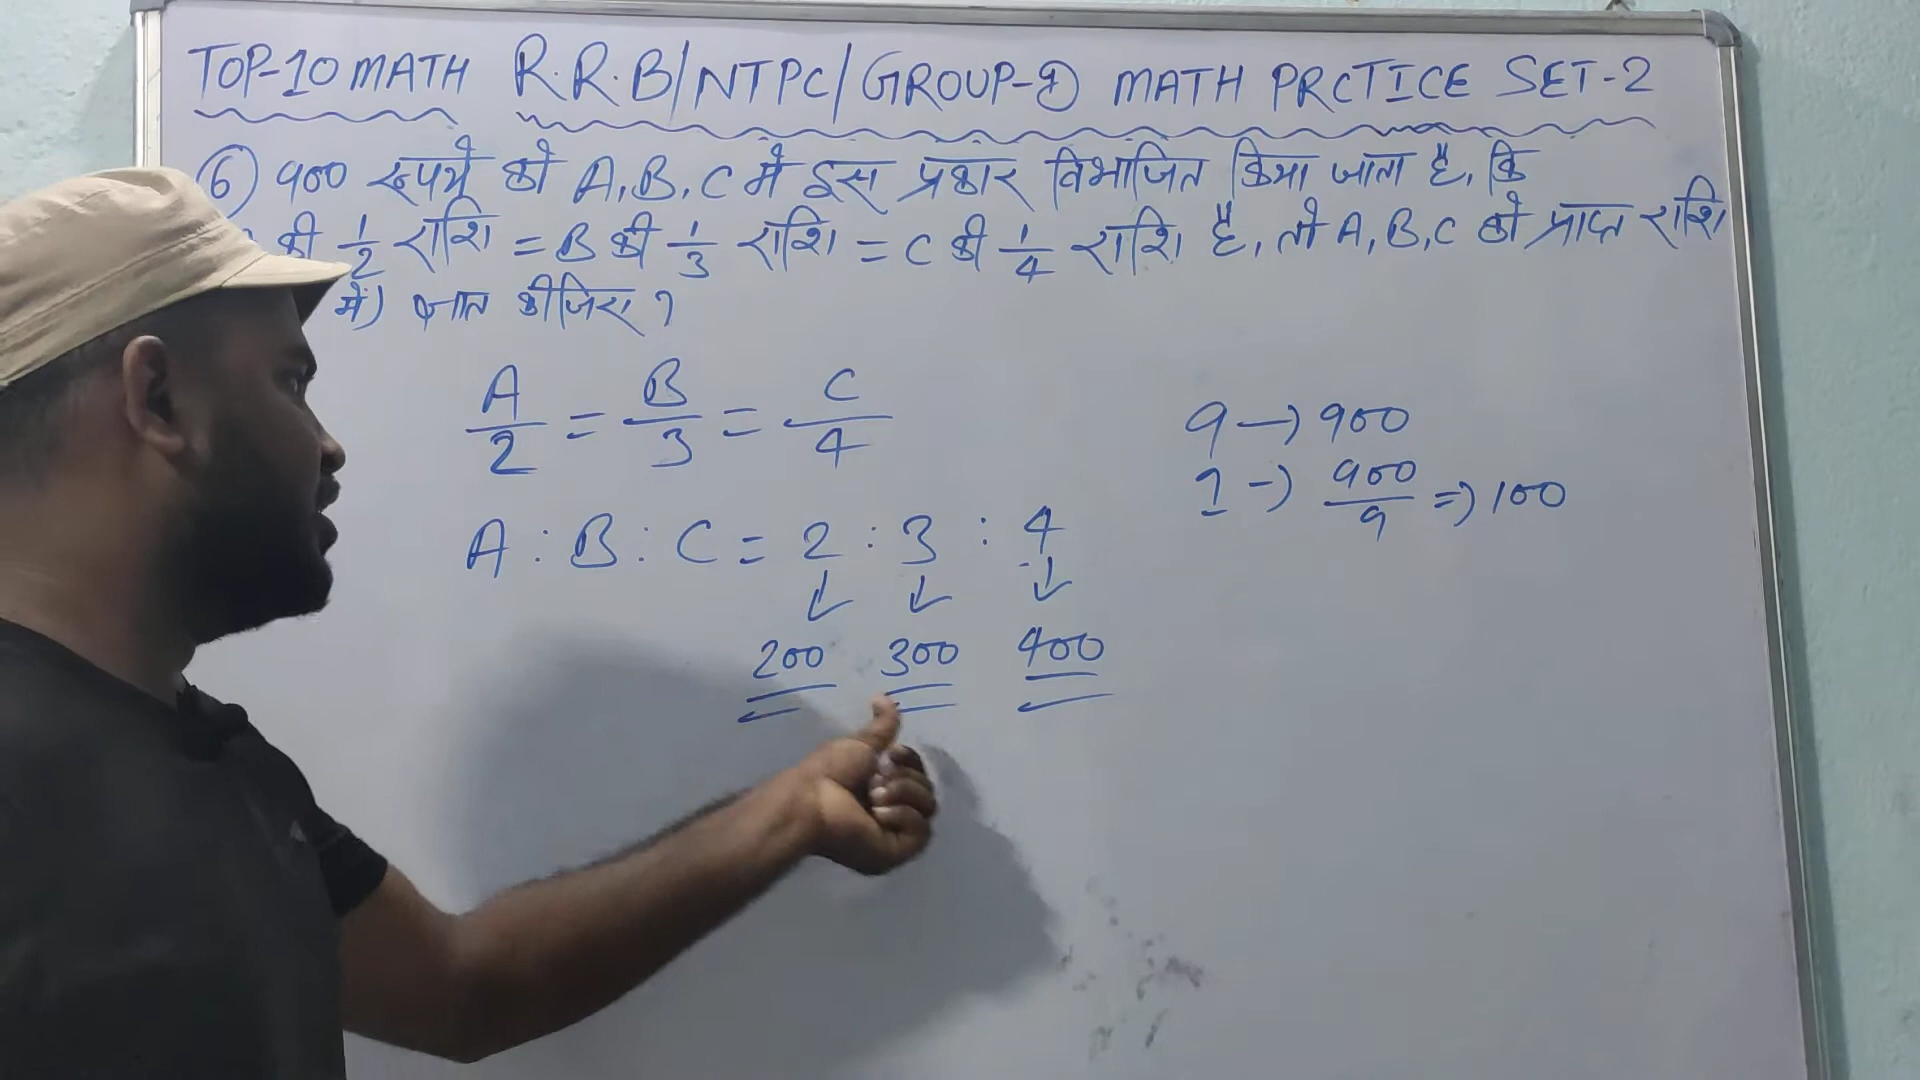 TOP-10 MATH R.R.B/NTPC/GROUP-D MATH PRCTICE SET-2
6 900 रूपये को A, B, C में इस प्रकार विभाजित किया जाता है, कि
की 1/2 राशि = B की 1/3 राशि = C की 1/4 राशि है, तो A, B, C को प्राप्त राशि
में) ज्ञात कीजिए ?
A/2 = B/3 = C/4
9 → 900
1 → 900/9 ⇒ 100
A : B : C = 2 : 3 : 4
↓ ↓ ↓
200 300 400